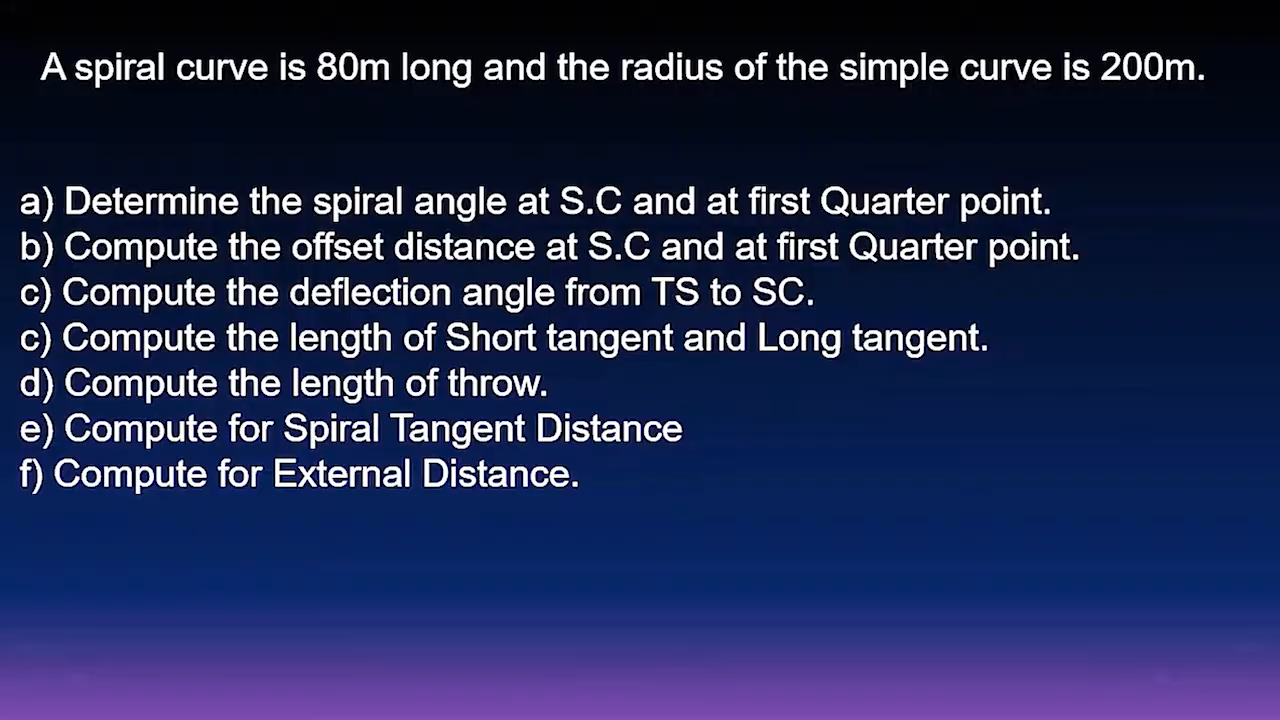 A spiral curve is 80m long and the radius of the simple curve is 200m.
a) Determine the spiral angle at S.C and at first Quarter point.
b) Compute the offset distance at S.C and at first Quarter point.
c) Compute the deflection angle from TS to SC.
c) Compute the length of Short tangent and Long tangent.
d) Compute the length of throw.
e) Compute for Spiral Tangent Distance
f) Compute for External Distance.